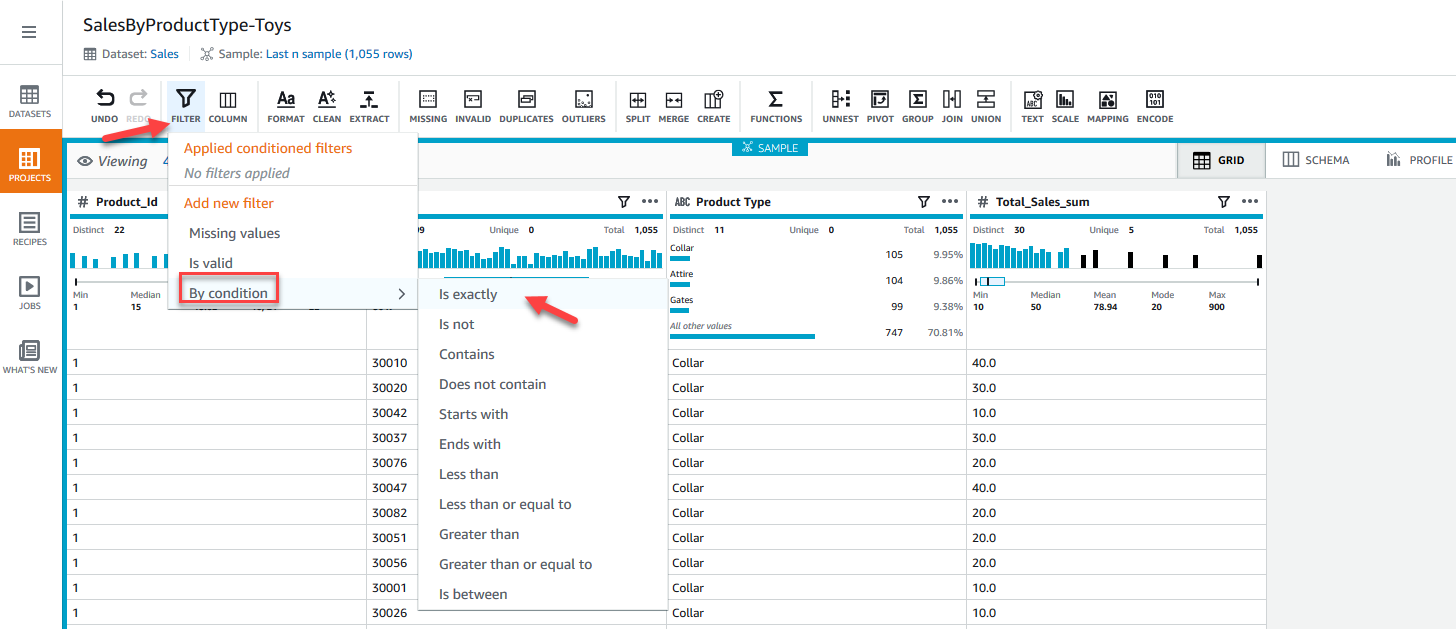 SalesByProductType-Toys
Dataset: Sales Sample: Last n sample (1,055 rows)
UNDO REDO FILTER COLUMN FORMAT CLEAN EXTRACT MISSING INVALID DUPLICATES OUTLIERS SPLIT MERGE CREATE FUNCTIONS UNNEST PIVOT GROUP JOIN UNION TEXT SCALE MAPPING ENCODE
DATASETS
PROJECTS
RECIPES
JOBS
WHAT'S NEW
Viewing 4
SAMPLE
GRID SCHEMA PROFILE
Applied conditioned filters
No filters applied
Add new filter
Missing values
Is valid
By condition
Is exactly
Is not
Contains
Does not contain
Starts with
Ends with
Less than
Less than or equal to
Greater than
Greater than or equal to
Is between
# Product_Id
Distinct 22
Min Median
1 15
Unique 0 Total 1,055
ABC Product Type
Distinct 11 Unique 0 Total 1,055
Collar 105 9.95%
Attire 104 9.86%
Gates 99 9.38%
All other values 747 70.81%
# Total_Sales_sum
Distinct 30 Unique 5 Total 1,055
Min Median Mean Mode Max
10 50 78.94 20 900
1 30010 Collar 40.0
1 30020 Collar 30.0
1 30042 Collar 10.0
1 30037 Collar 30.0
1 30076 Collar 20.0
1 30047 Collar 40.0
1 30082 Collar 20.0
1 30051 Collar 20.0
1 30056 Collar 20.0
1 30001 Collar 10.0
1 30026 Collar 10.0